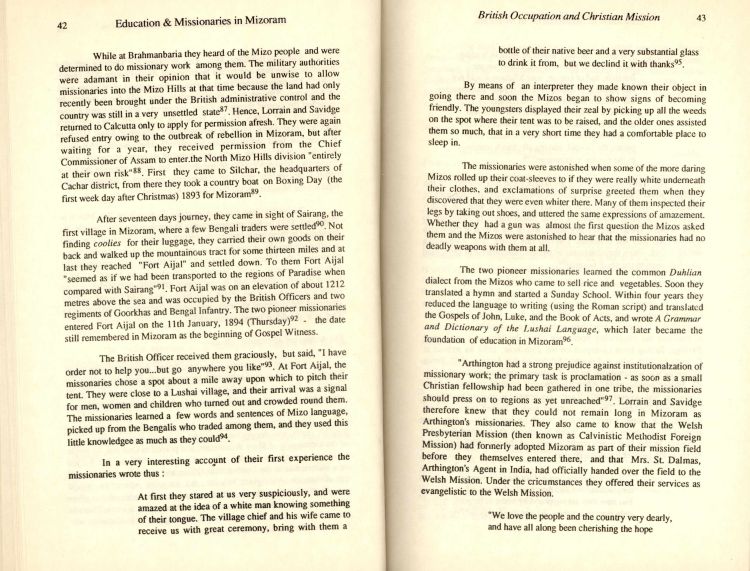 42 Education & Missionaries in Mizoram
While at Brahmanbaria they heard of the Mizo people and were
determined to do missionary work among them. The military authorities
were adamant in their opinion that it would be unwise to allow
missionaries into the Mizo Hills at that time because the land had only
recently been brought under the British administrative control and the
country was still in a very unsettled state87. Hence, Lorrain and Savidge
returned to Calcutta only to apply for permission afresh. They were again
refused entry owing to the outbreak of rebellion in Mizoram, but after
waiting for a year, they received permission from the Chief
Commissioner of Assam to enter.the North Mizo Hills division "entirely
at their own risk"88. First they came to Silchar, the headquarters of
Cachar district, from there they took a country boat on Boxing Day (the
first week day after Christmas) 1893 for Mizoram89.
After seventeen days journey, they came in sight of Sairang, the
first village in Mizoram, where a few Bengali traders were settled90. Not
finding coolies for their luggage, they carried their own goods on their
back and walked up the mountainous tract for some thirteen miles and at
last they reached "Fort Aijal" and settled down. To them Fort Aijal
"seemed as if we had been transported to the regions of Paradise when
compared with Sairang"91. Fort Aijal was on an elevation of about 1212
metres above the sea and was occupied by the British Officers and two
regiments of Goorkhas and Bengal Infantry. The two pioneer missionaries
entered Fort Aijal on the 11th January, 1894 (Thursday)92 - the date
still remembered in Mizoram as the beginning of Gospel Witness.
The British Officer received them graciously, but said, "I have
order not to help you...but go anywhere you like"93. At Fort Aijal, the
missonaries chose a spot about a mile away upon which to pitch their
tent. They were close to a Lushai village, and their arrival was a signal
for men, women and children who turned out and crowded round them.
The missionaries learned a few words and sentences of Mizo language,
picked up from the Bengalis who traded among them, and they used this
little knowledgee as much as they could94.
In a very interesting account of their first experience the
missionaries wrote thus :
At first they stared at us very suspiciously, and were
amazed at the idea of a white man knowing something
of their tongue. The village chief and his wife came to
receive us with great ceremony, bring with them a
British Occupation and Christian Mission 43
bottle of their native beer and a very substantial glass
to drink it from, but we declind it with thanks95.
By means of an interpreter they made known their object in
going there and soon the Mizos began to show signs of becoming
friendly. The youngsters displayed their zeal by picking up all the weeds
on the spot where their tent was to be raised, and the older ones assisted
them so much, that in a very short time they had a comfortable place to
sleep in.
The missionaries were astonished when some of the more daring
Mizos rolled up their coat-sleeves to if they were really white underneath
their clothes, and exclamations of surprise greeted them when they
discovered that they were even whiter there. Many of them inspected their
legs by taking out shoes, and uttered the same expressions of amazement.
Whether they had a gun was almost the first question the Mizos asked
them and the Mizos were astonished to hear that the missionaries had no
deadly weapons with them at all.
The two pioneer missionaries learned the common Duhlian
dialect from the Mizos who came to sell rice and vegetables. Soon they
translated a hymn and started a Sunday School. Within four years they
reduced the language to writing (using the Roman script) and translated
the Gospels of John, Luke, and the Book of Acts, and wrote A Grammar
and Dictionary of the Lushai Language, which later became the
foundation of education in Mizoram96.
"Arthington had a strong prejudice against institutionalzation of
missionary work; the primary task is proclamation - as soon as a small
Christian fellowship had been gathered in one tribe, the missionaries
should press on to regions as yet unreached"97. Lorrain and Savidge
therefore knew that they could not remain long in Mizoram as
Arthington's missionaries. They also came to know that the Welsh
Presbyterian Mission (then known as Calvinistic Methodist Foreign
Mission) had formerly adopted Mizoram as part of their mission field
before they themselves entered there, and that Mrs. St. Dalmas,
Arthington's Agent in India, had officially handed over the field to the
Welsh Mission. Under the cricumstances they offered their services as
evangelistic to the Welsh Mission.
"We love the people and the country very dearly,
and have all along been cherishing the hope